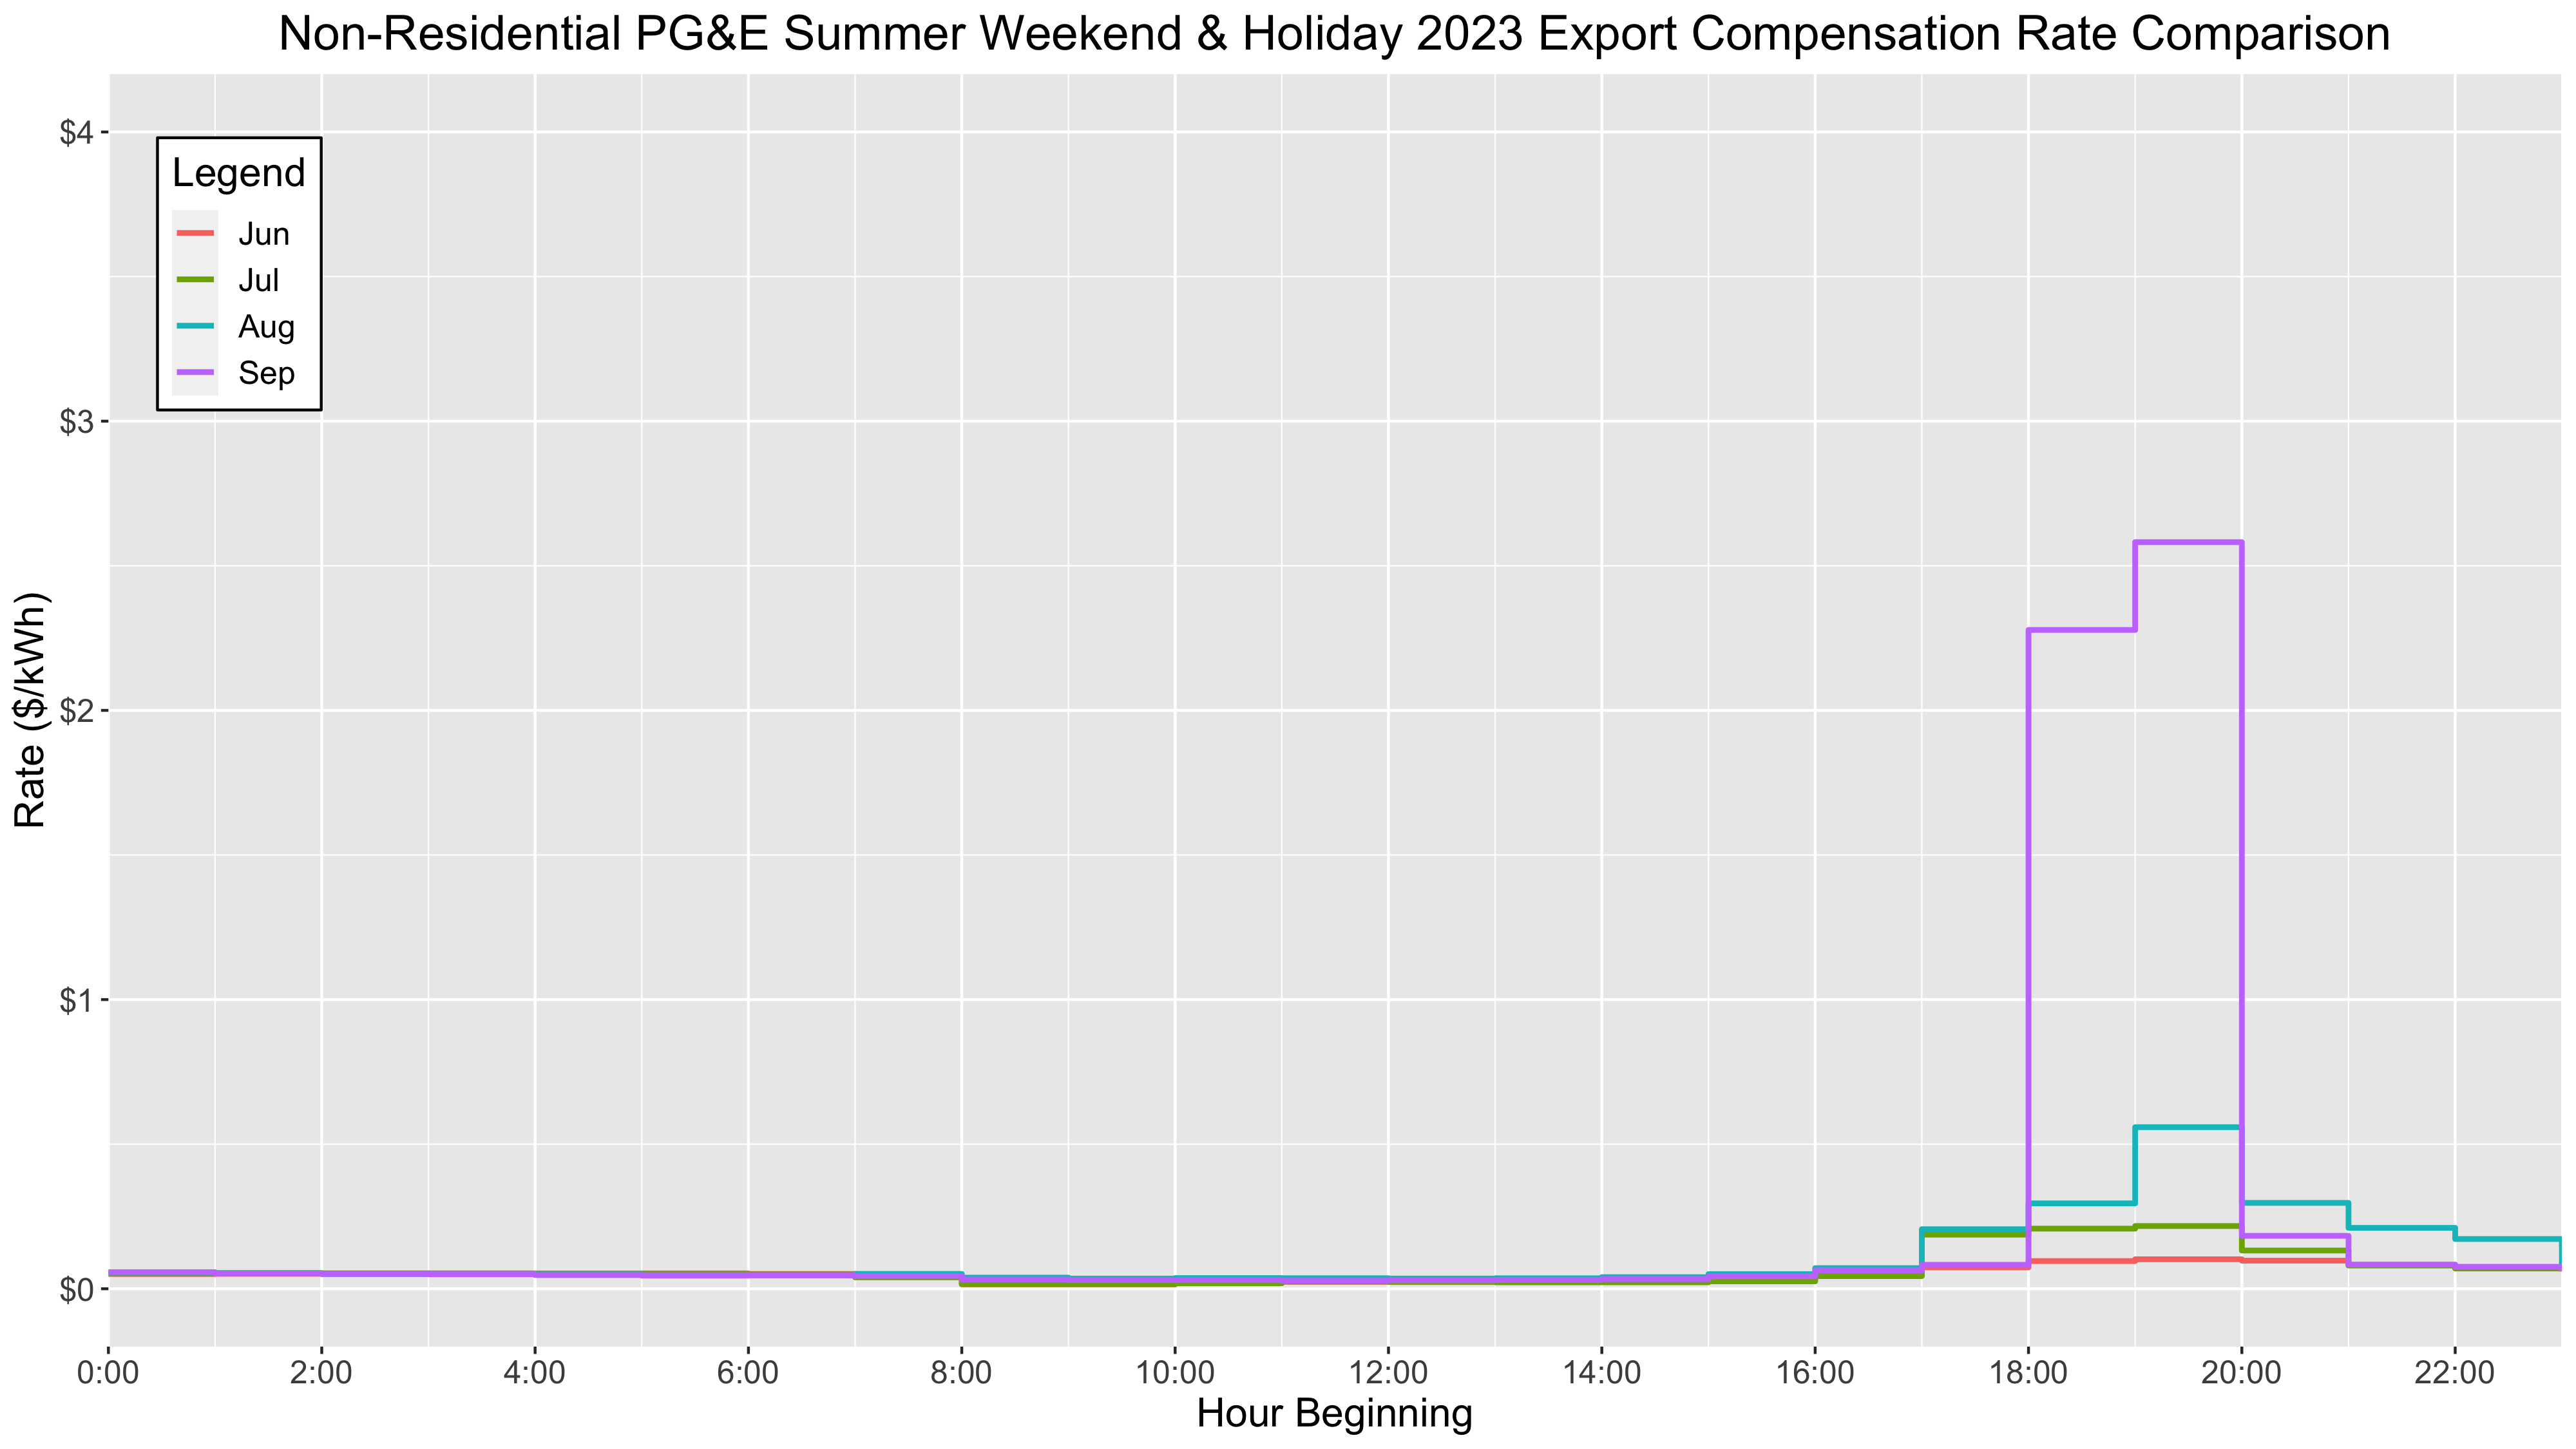 Non-Residential PG&E Summer Weekend & Holiday 2023 Export Compensation Rate Comparison
$4
Legend
Jun
Jul
Aug
Sep
$3
Rate ($/kWh)
$2
$1
$0
0:00 2:00 4:00 6:00 8:00 10:00 12:00 14:00 16:00 18:00 20:00 22:00
Hour Beginning